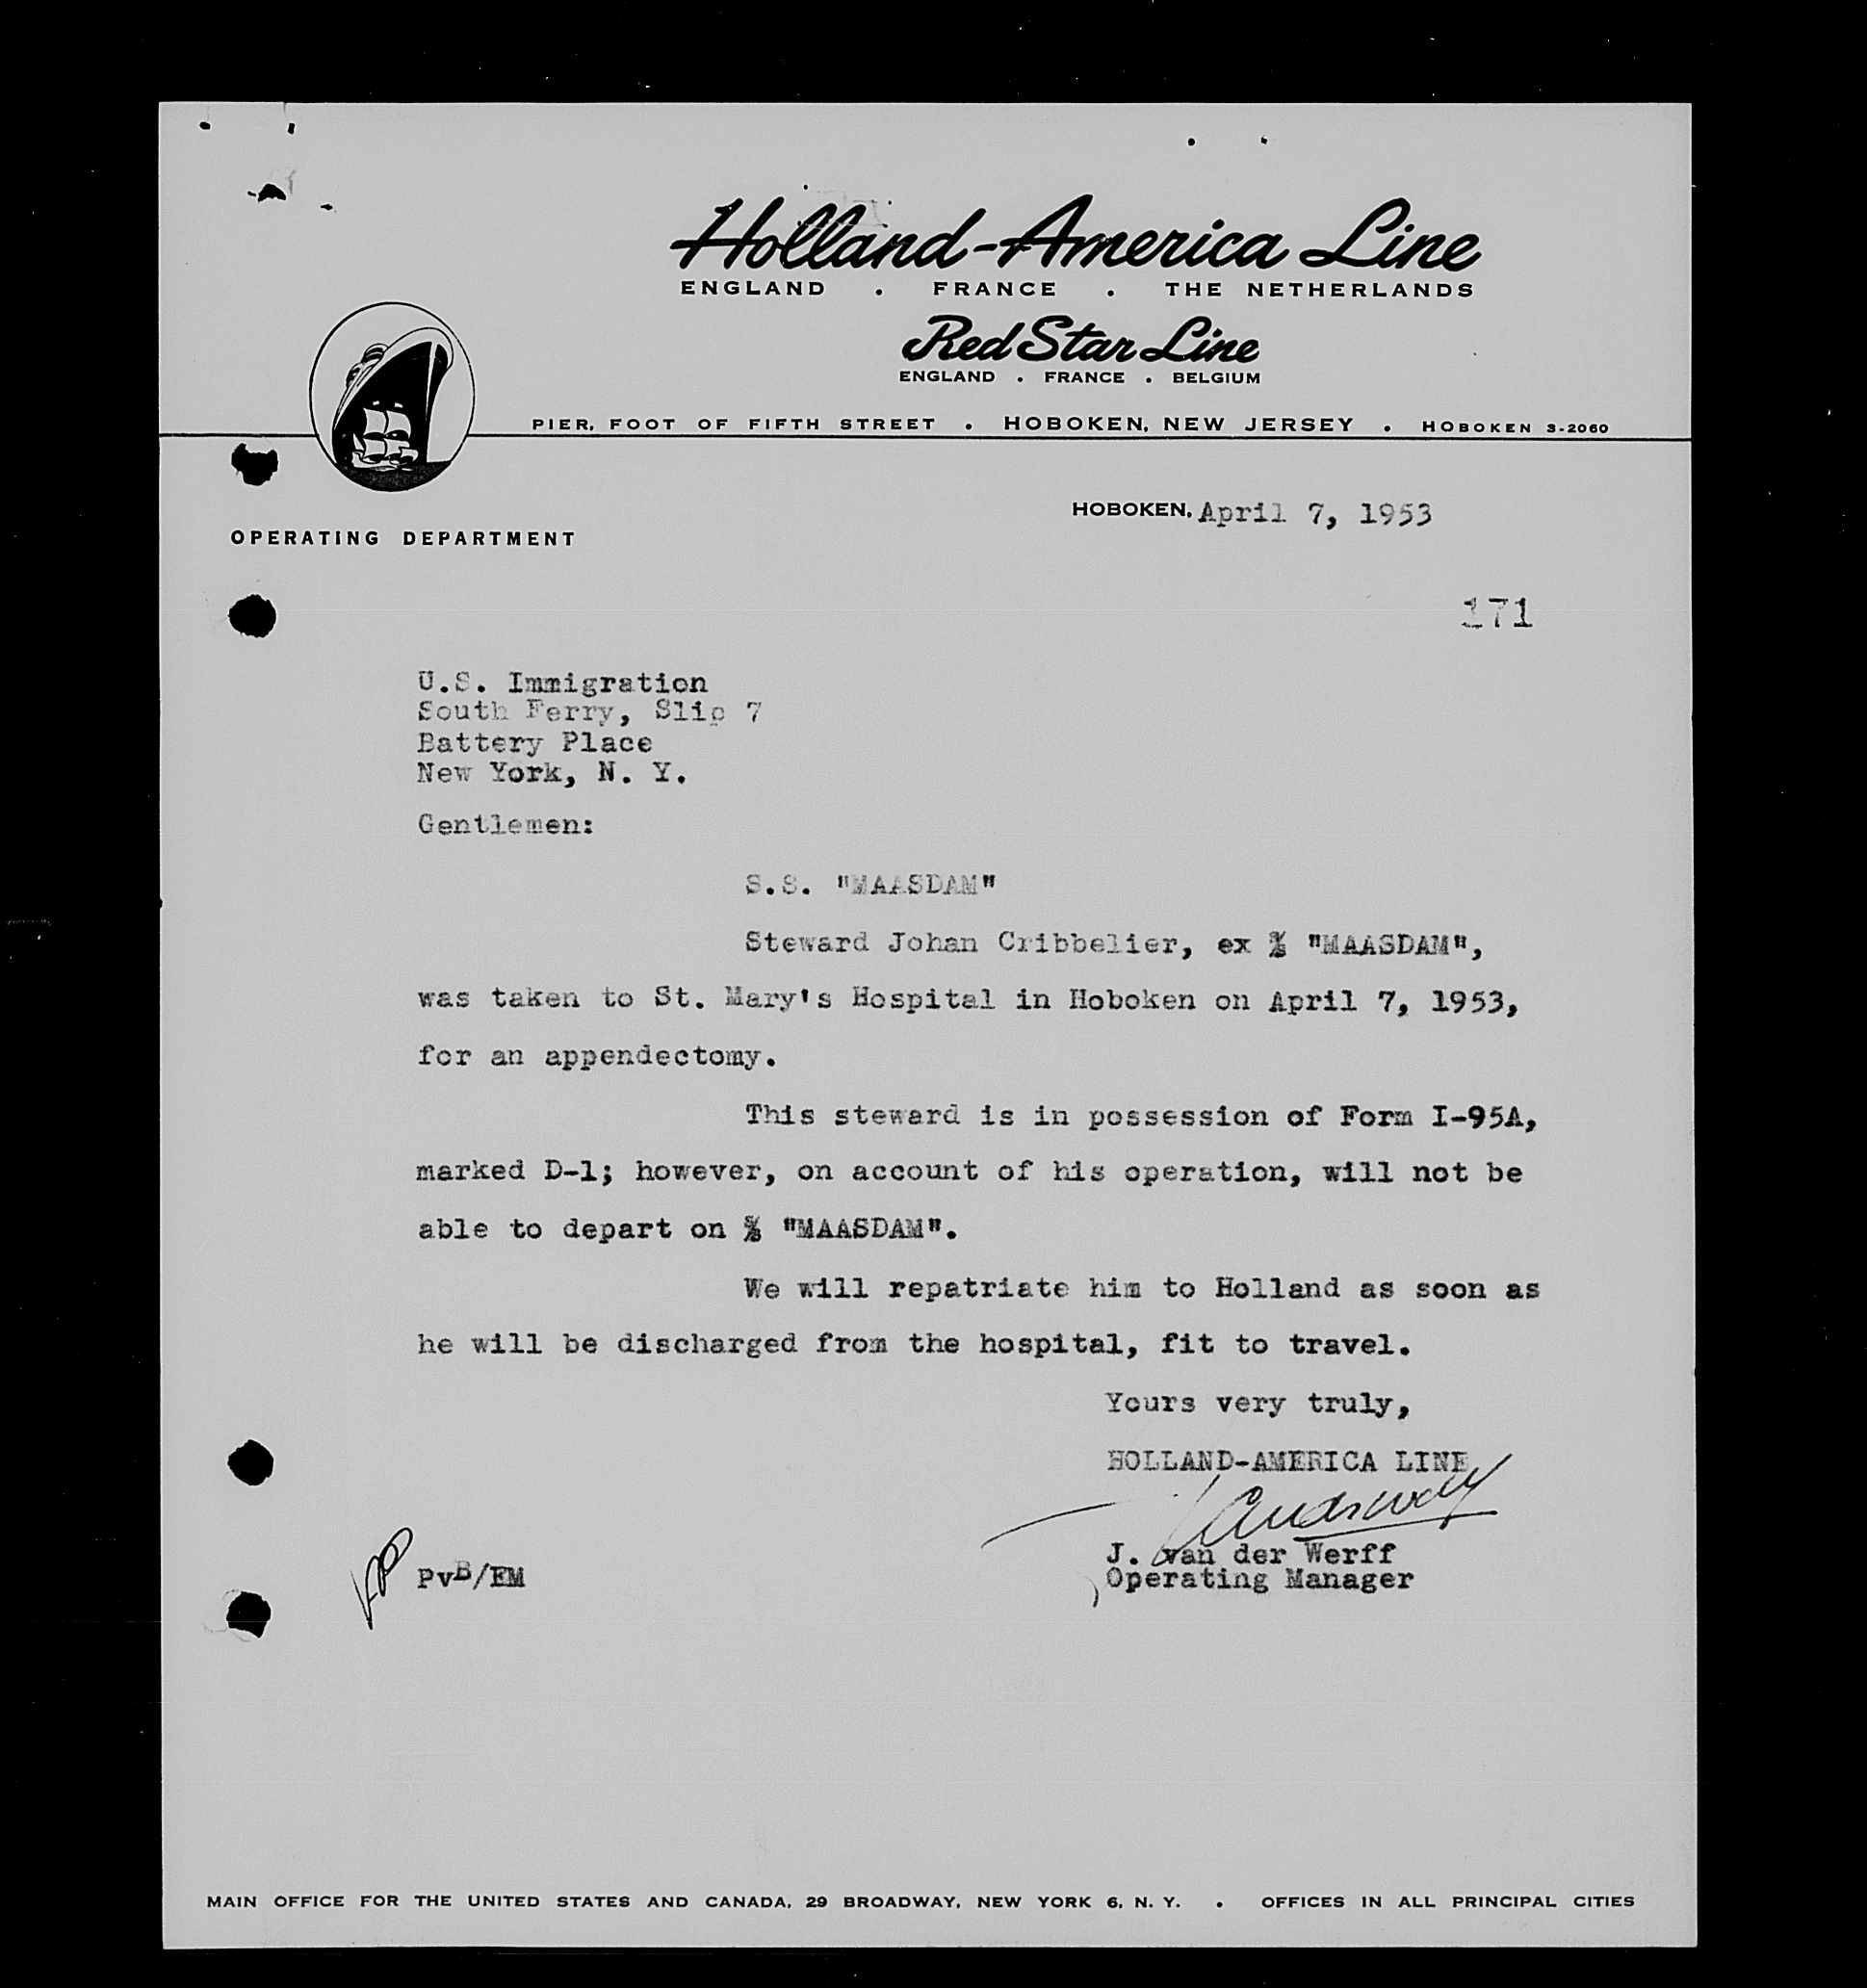 Holland-America Line
ENGLAND . FRANCE . THE NETHERLANDS
Red Star Line
ENGLAND . FRANCE . BELGIUM
PIER, FOOT OF FIFTH STREET . HOBOKEN, NEW JERSEY . HOBOKEN 3-2060
HOBOKEN, April 7, 1953
OPERATING DEPARTMENT
171
U.S. Immigration
South Ferry, Slip 7
Battery Place
New York, N. Y.
Gentlemen:
S.S. "MAASDAM"
Steward Johan Cribbelier, ex % "MAASDAM",
was taken to St. Mary's Hospital in Hoboken on April 7, 1953,
for an appendectomy.
This steward is in possession of Form I-95A,
marked D-1; however, on account of his operation, will not be
able to depart on % "MAASDAM".
We will repatriate him to Holland as soon as
he will be discharged from the hospital, fit to travel.
Yours very truly,
HOLLAND-AMERICA LINE
J. van der Werff
PvB/EM
Operating Manager
MAIN OFFICE FOR THE UNITED STATES AND CANADA, 29 BROADWAY, NEW YORK 6, N. Y. . OFFICES IN ALL PRINCIPAL CITIES